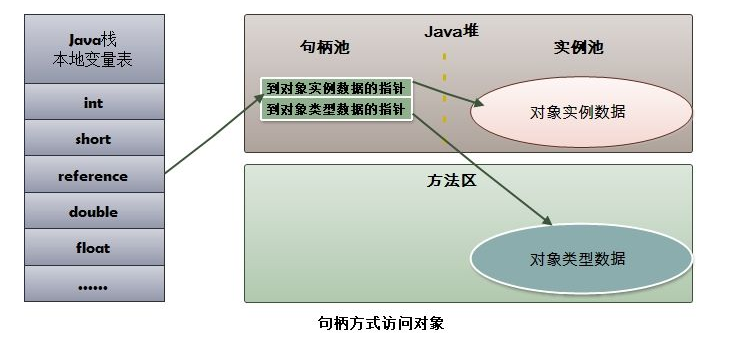 Java栈
本地变量表
int
short
reference
double
float
......
Java堆
句柄池
实例池
到对象实例数据的指针
到对象类型数据的指针
对象实例数据
方法区
对象类型数据
句柄方式访问对象